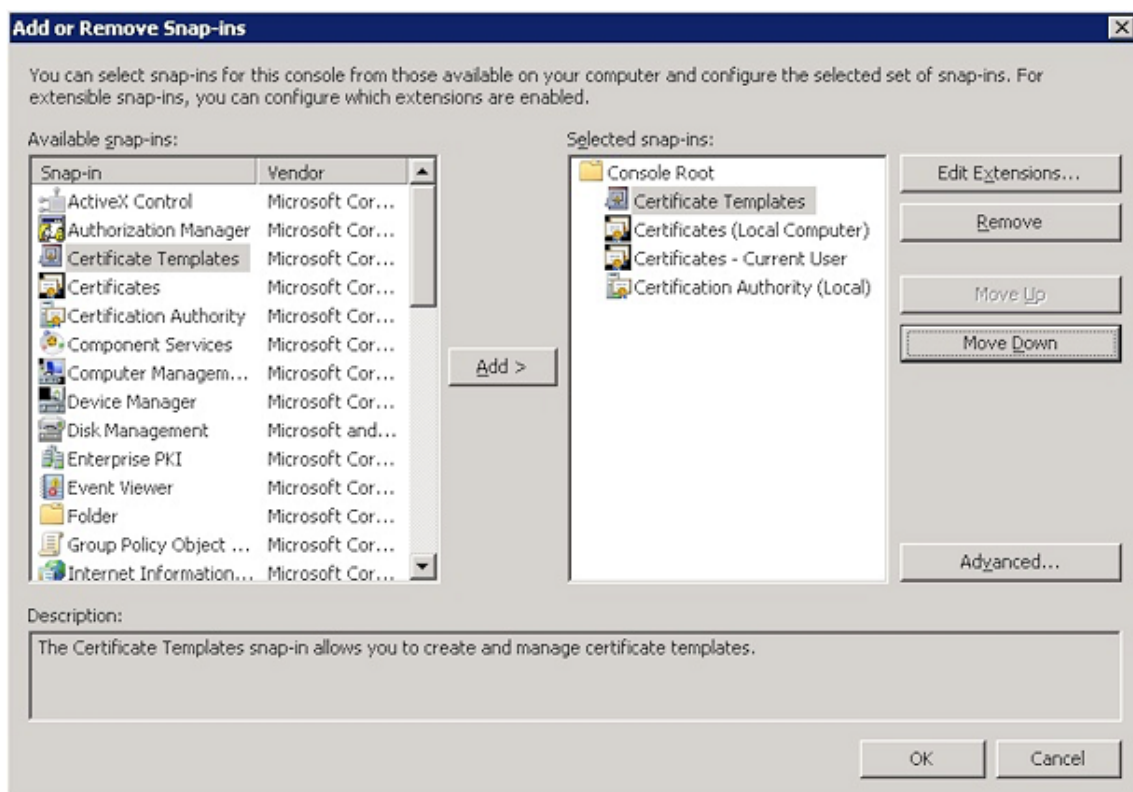 Add or Remove Snap-ins
You can select snap-ins for this console from those available on your computer and configure the selected set of snap-ins. For
extensible snap-ins, you can configure which extensions are enabled.
Available snap-ins:
Snap-in Vendor
ActiveX Control Microsoft Cor...
Authorization Manager Microsoft Cor...
Certificate Templates Microsoft Cor...
Certificates Microsoft Cor...
Certification Authority Microsoft Cor...
Component Services Microsoft Cor...
Computer Managem... Microsoft Cor...
Device Manager Microsoft Cor...
Disk Management Microsoft and...
Enterprise PKI Microsoft Cor...
Event Viewer Microsoft Cor...
Folder Microsoft Cor...
Group Policy Object ... Microsoft Cor...
Internet Information... Microsoft Cor...
Add >
Selected snap-ins:
Console Root
Certificate Templates
Certificates (Local Computer)
Certificates - Current User
Certification Authority (Local)
Edit Extensions...
Remove
Move Up
Move Down
Advanced...
Description:
The Certificate Templates snap-in allows you to create and manage certificate templates.
OK Cancel